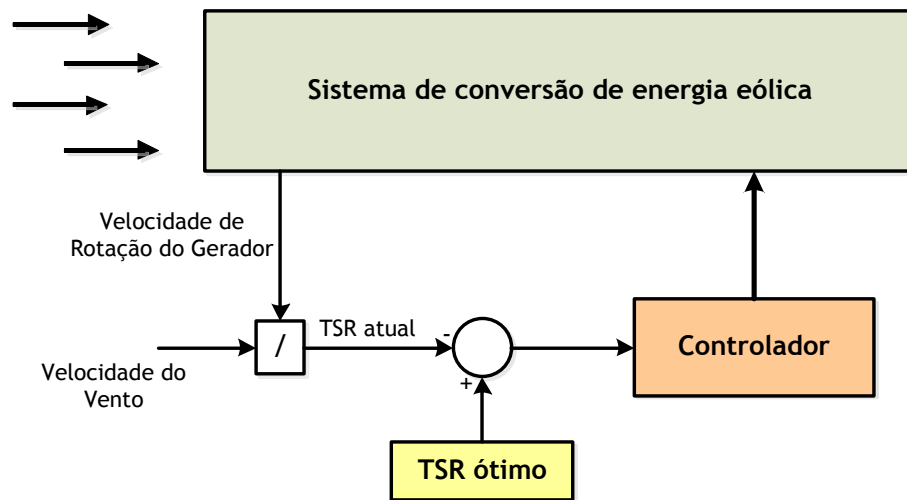 Sistema de conversão de energia eólica
Velocidade de
Rotação do Gerador
/
TSR atual
-
+
Velocidade do
Vento
Controlador
TSR ótimo